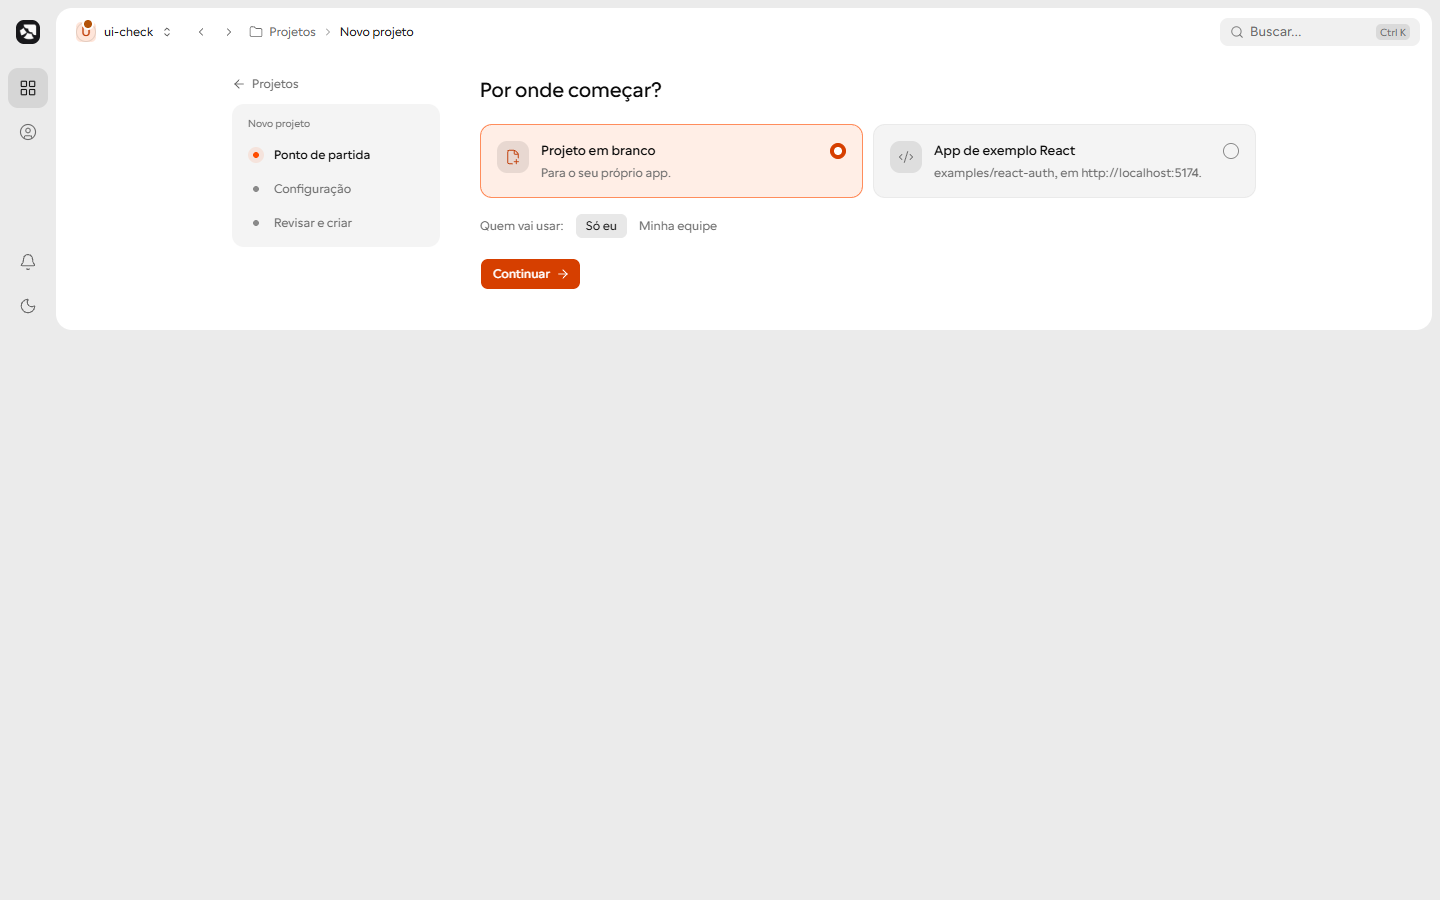 ui-check
Projetos
Novo projeto
Buscar...
Ctrl K
Projetos
Novo projeto
Ponto de partida
Configuração
Revisar e criar
Por onde começar?
Projeto em branco
Para o seu próprio app.
App de exemplo React
examples/react-auth, em http://localhost:5174.
Quem vai usar:
Só eu
Minha equipe
Continuar